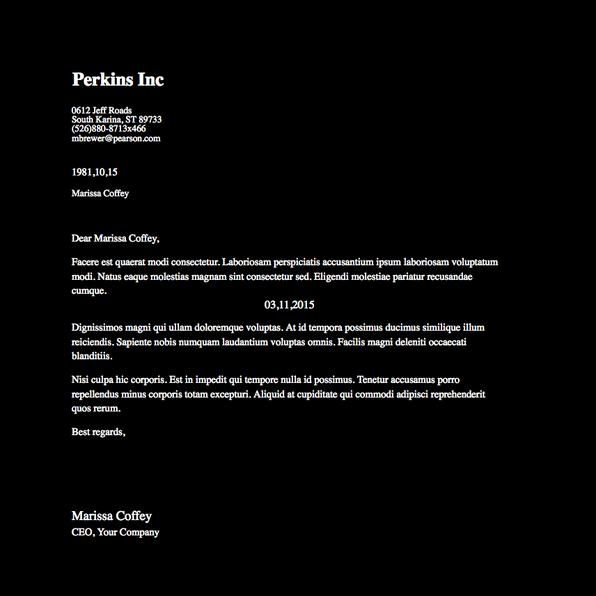 Perkins Inc
0612 Jeff Roads
South Karina, ST 89733
(526)880-8713x466
mbrewer@pearson.com
1981,10,15
Marissa Coffey
Dear Marissa Coffey,
Facere est quaerat modi consectetur. Laboriosam perspiciatis accusantium ipsum laboriosam voluptatum
modi. Natus eaque molestias magnam sint consectetur sed. Eligendi molestiae pariatur recusandae
cumque.
03,11,2015
Dignissimos magni qui ullam doloremque voluptas. At id tempora possimus ducimus similique illum
reiciendis. Sapiente nobis numquam laudantium voluptas omnis. Facilis magni deleniti occaecati
blanditiis.
Nisi culpa hic corporis. Est in impedit qui tempore nulla id possimus. Tenetur accusamus porro
repellendus minus corporis totam excepturi. Aliquid at cupiditate qui commodi adipisci reprehenderit
quos rerum.
Best regards,
Marissa Coffey
CEO, Your Company